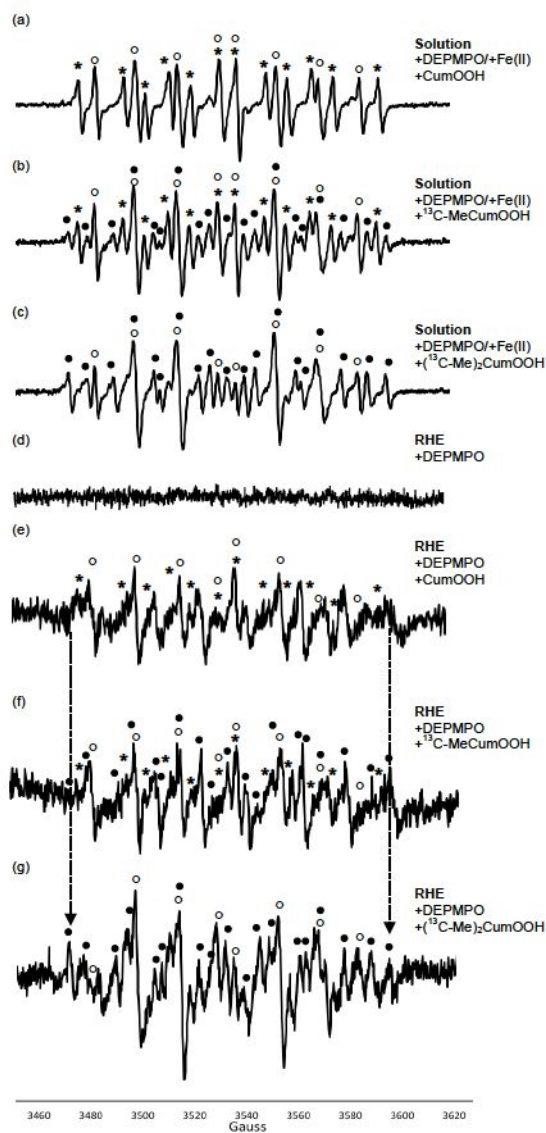 (a)
Solution
+DEPMPO/+Fe(II)
+CumOOH
(b)
Solution
+DEPMPO/+Fe(II)
+¹³C-MeCumOOH
(c)
Solution
+DEPMPO/+Fe(II)
+(¹³C-Me)₂CumOOH
(d)
RHE
+DEPMPO
(e)
RHE
+DEPMPO
+CumOOH
(f)
RHE
+DEPMPO
+¹³C-MeCumOOH
(g)
RHE
+DEPMPO
+(¹³C-Me)₂CumOOH
3460 3480 3500 3520 3540 3560 3580 3600 3620
Gauss